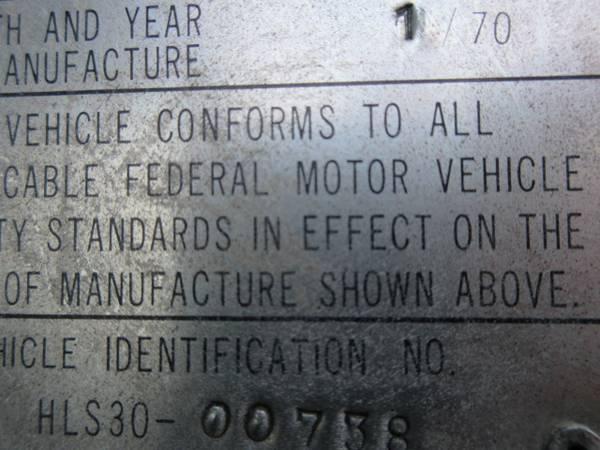 TH AND YEAR 1/70
ANUFACTURE
VEHICLE CONFORMS TO ALL
CABLE FEDERAL MOTOR VEHICLE
TY STANDARDS IN EFFECT ON THE
OF MANUFACTURE SHOWN ABOVE.
HICLE IDENTIFICATION NO.
HLS30-00738